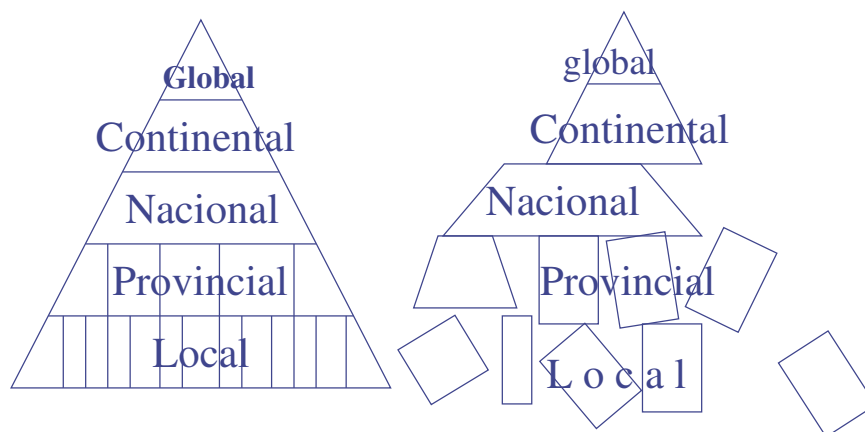 Global
Continental
Nacional
Provincial
Local
global
Continental
Nacional
Provincial
L o c a l